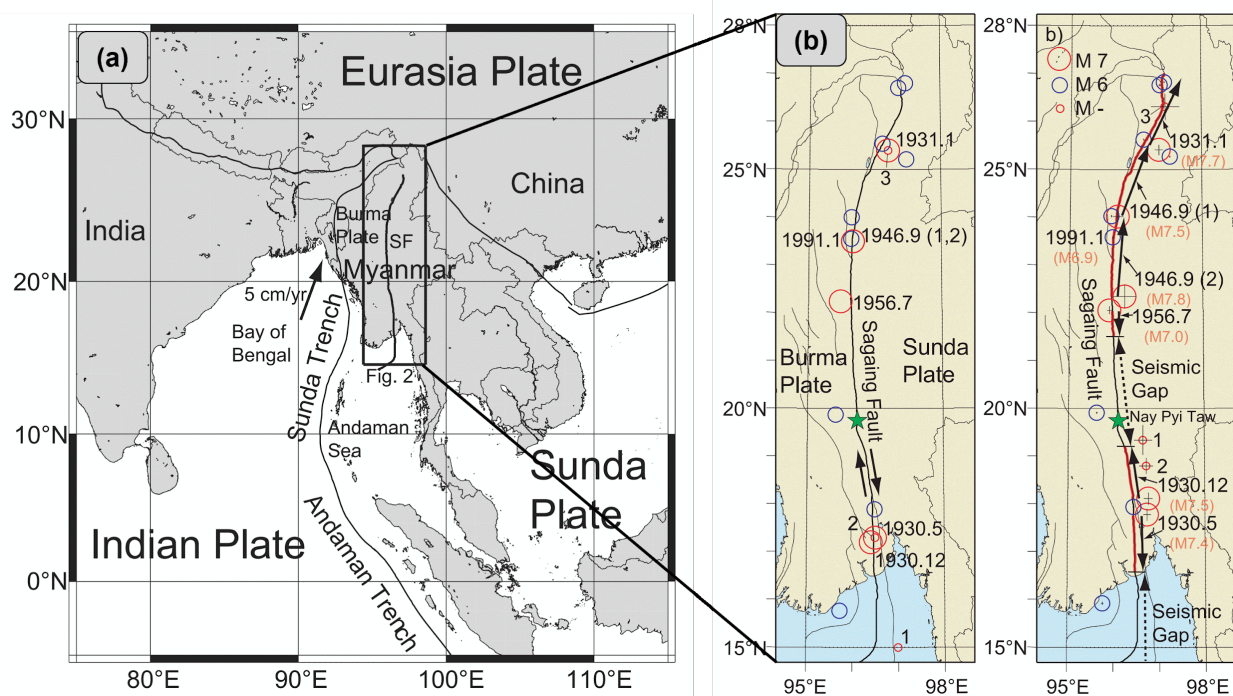 (a)
Eurasia Plate
30°N
China
India
Burma
Plate
SF
Myanmar
20°N
5 cm/yr
Bay of
Bengal
Sunda Trench
Fig. 2
10°N
Andaman
Sea
Sunda
Plate
Andaman Trench
Indian Plate
0°N
80°E
90°E
100°E
110°E
28°N
(b)
1931.1
25°N
3
1991.1
1946.9 (1,2)
1956.7
Sagaing Fault
Burma
Plate
Sunda
Plate
20°N
2
1930.5
1930.12
15°N
1
95°E
98°E
28°N
b)
M 7
M 6
M -
3
1931.1
(M7.7)
25°N
1946.9 (1)
(M7.5)
1991.1
(M6.9)
1946.9 (2)
(M7.8)
Sagaing Fault
1956.7
(M7.0)
Seismic
Gap
20°N
Nay Pyi Taw
1
2
1930.12
(M7.5)
1930.5
(M7.4)
Seismic
Gap
15°N
95°E
98°E